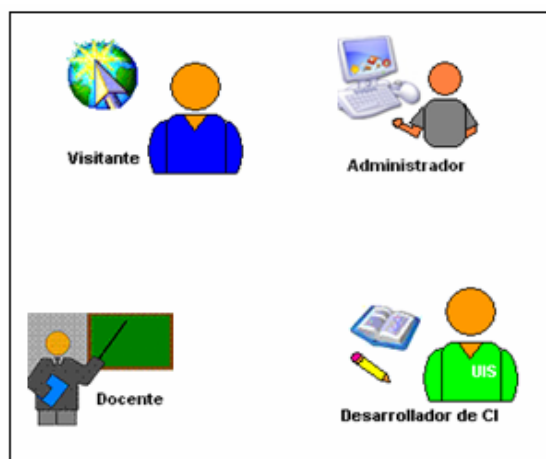 Visitante
Administrador
Docente
UIS
Desarrollador de CI